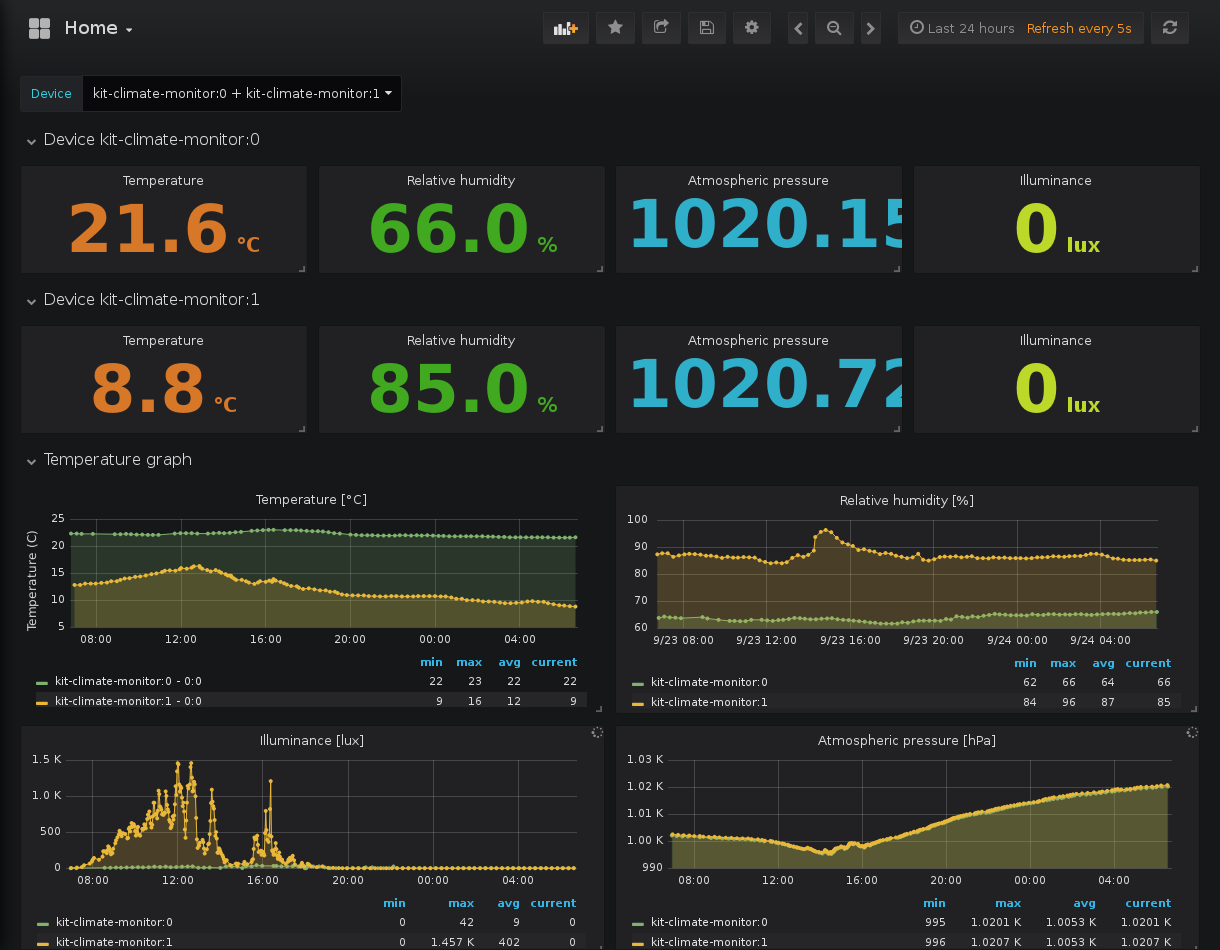 Home
Last 24 hours Refresh every 5s
Device kit-climate-monitor:0 + kit-climate-monitor:1
Device kit-climate-monitor:0
Temperature Relative humidity Atmospheric pressure Illuminance
21.6 °C 66.0 % 1020.15 0 lux
Device kit-climate-monitor:1
Temperature Relative humidity Atmospheric pressure Illuminance
8.8 °C 85.0 % 1020.72 0 lux
Temperature graph
Temperature [°C]
Temperature (C)
25
20
15
10
5
08:00 12:00 16:00 20:00 00:00 04:00
min max avg current
kit-climate-monitor:0 - 0:0 22 23 22 22
kit-climate-monitor:1 - 0:0 9 16 12 9
Relative humidity [%]
100
90
80
70
60
9/23 08:00 9/23 12:00 9/23 16:00 9/23 20:00 9/24 00:00 9/24 04:00
min max avg current
kit-climate-monitor:0 62 66 64 66
kit-climate-monitor:1 84 96 87 85
Illuminance [lux]
1.5 K
1.0 K
500
0
08:00 12:00 16:00 20:00 00:00 04:00
min max avg current
kit-climate-monitor:0 0 42 9 0
kit-climate-monitor:1 0 1.457 K 402 0
Atmospheric pressure [hPa]
1.03 K
1.02 K
1.01 K
1.00 K
990
08:00 12:00 16:00 20:00 00:00 04:00
min max avg current
kit-climate-monitor:0 995 1.0201 K 1.0053 K 1.0201 K
kit-climate-monitor:1 996 1.0207 K 1.0053 K 1.0207 K